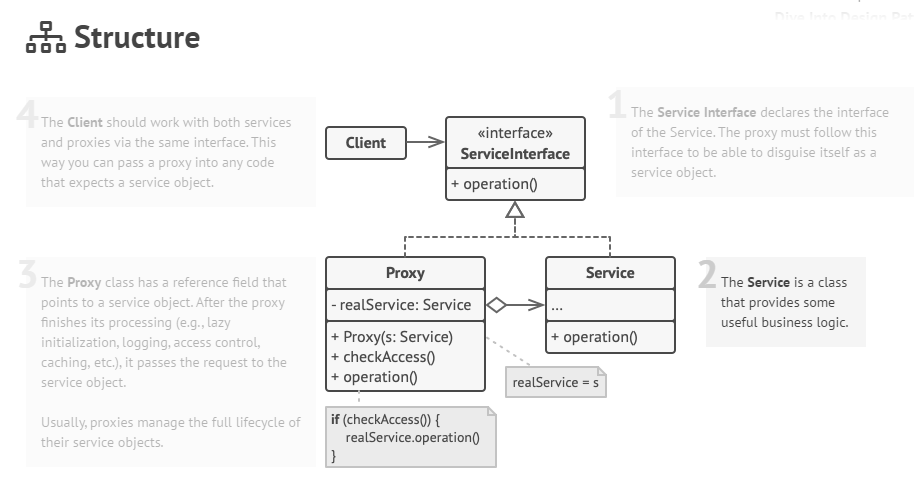 Dive Into Design Pat
Structure
4
The Client should work with both services
and proxies via the same interface. This
way you can pass a proxy into any code
that expects a service object.
Client
«interface»
ServiceInterface
+ operation()
1
The Service Interface declares the interface
of the Service. The proxy must follow this
interface to be able to disguise itself as a
service object.
3
The Proxy class has a reference field that
points to a service object. After the proxy
finishes its processing (e.g., lazy
initialization, logging, access control,
caching, etc.), it passes the request to the
service object.
Usually, proxies manage the full lifecycle of
their service objects.
Proxy
- realService: Service
+ Proxy(s: Service)
+ checkAccess()
+ operation()
Service
...
+ operation()
2
The Service is a class
that provides some
useful business logic.
realService = s
if (checkAccess()) {
realService.operation()
}